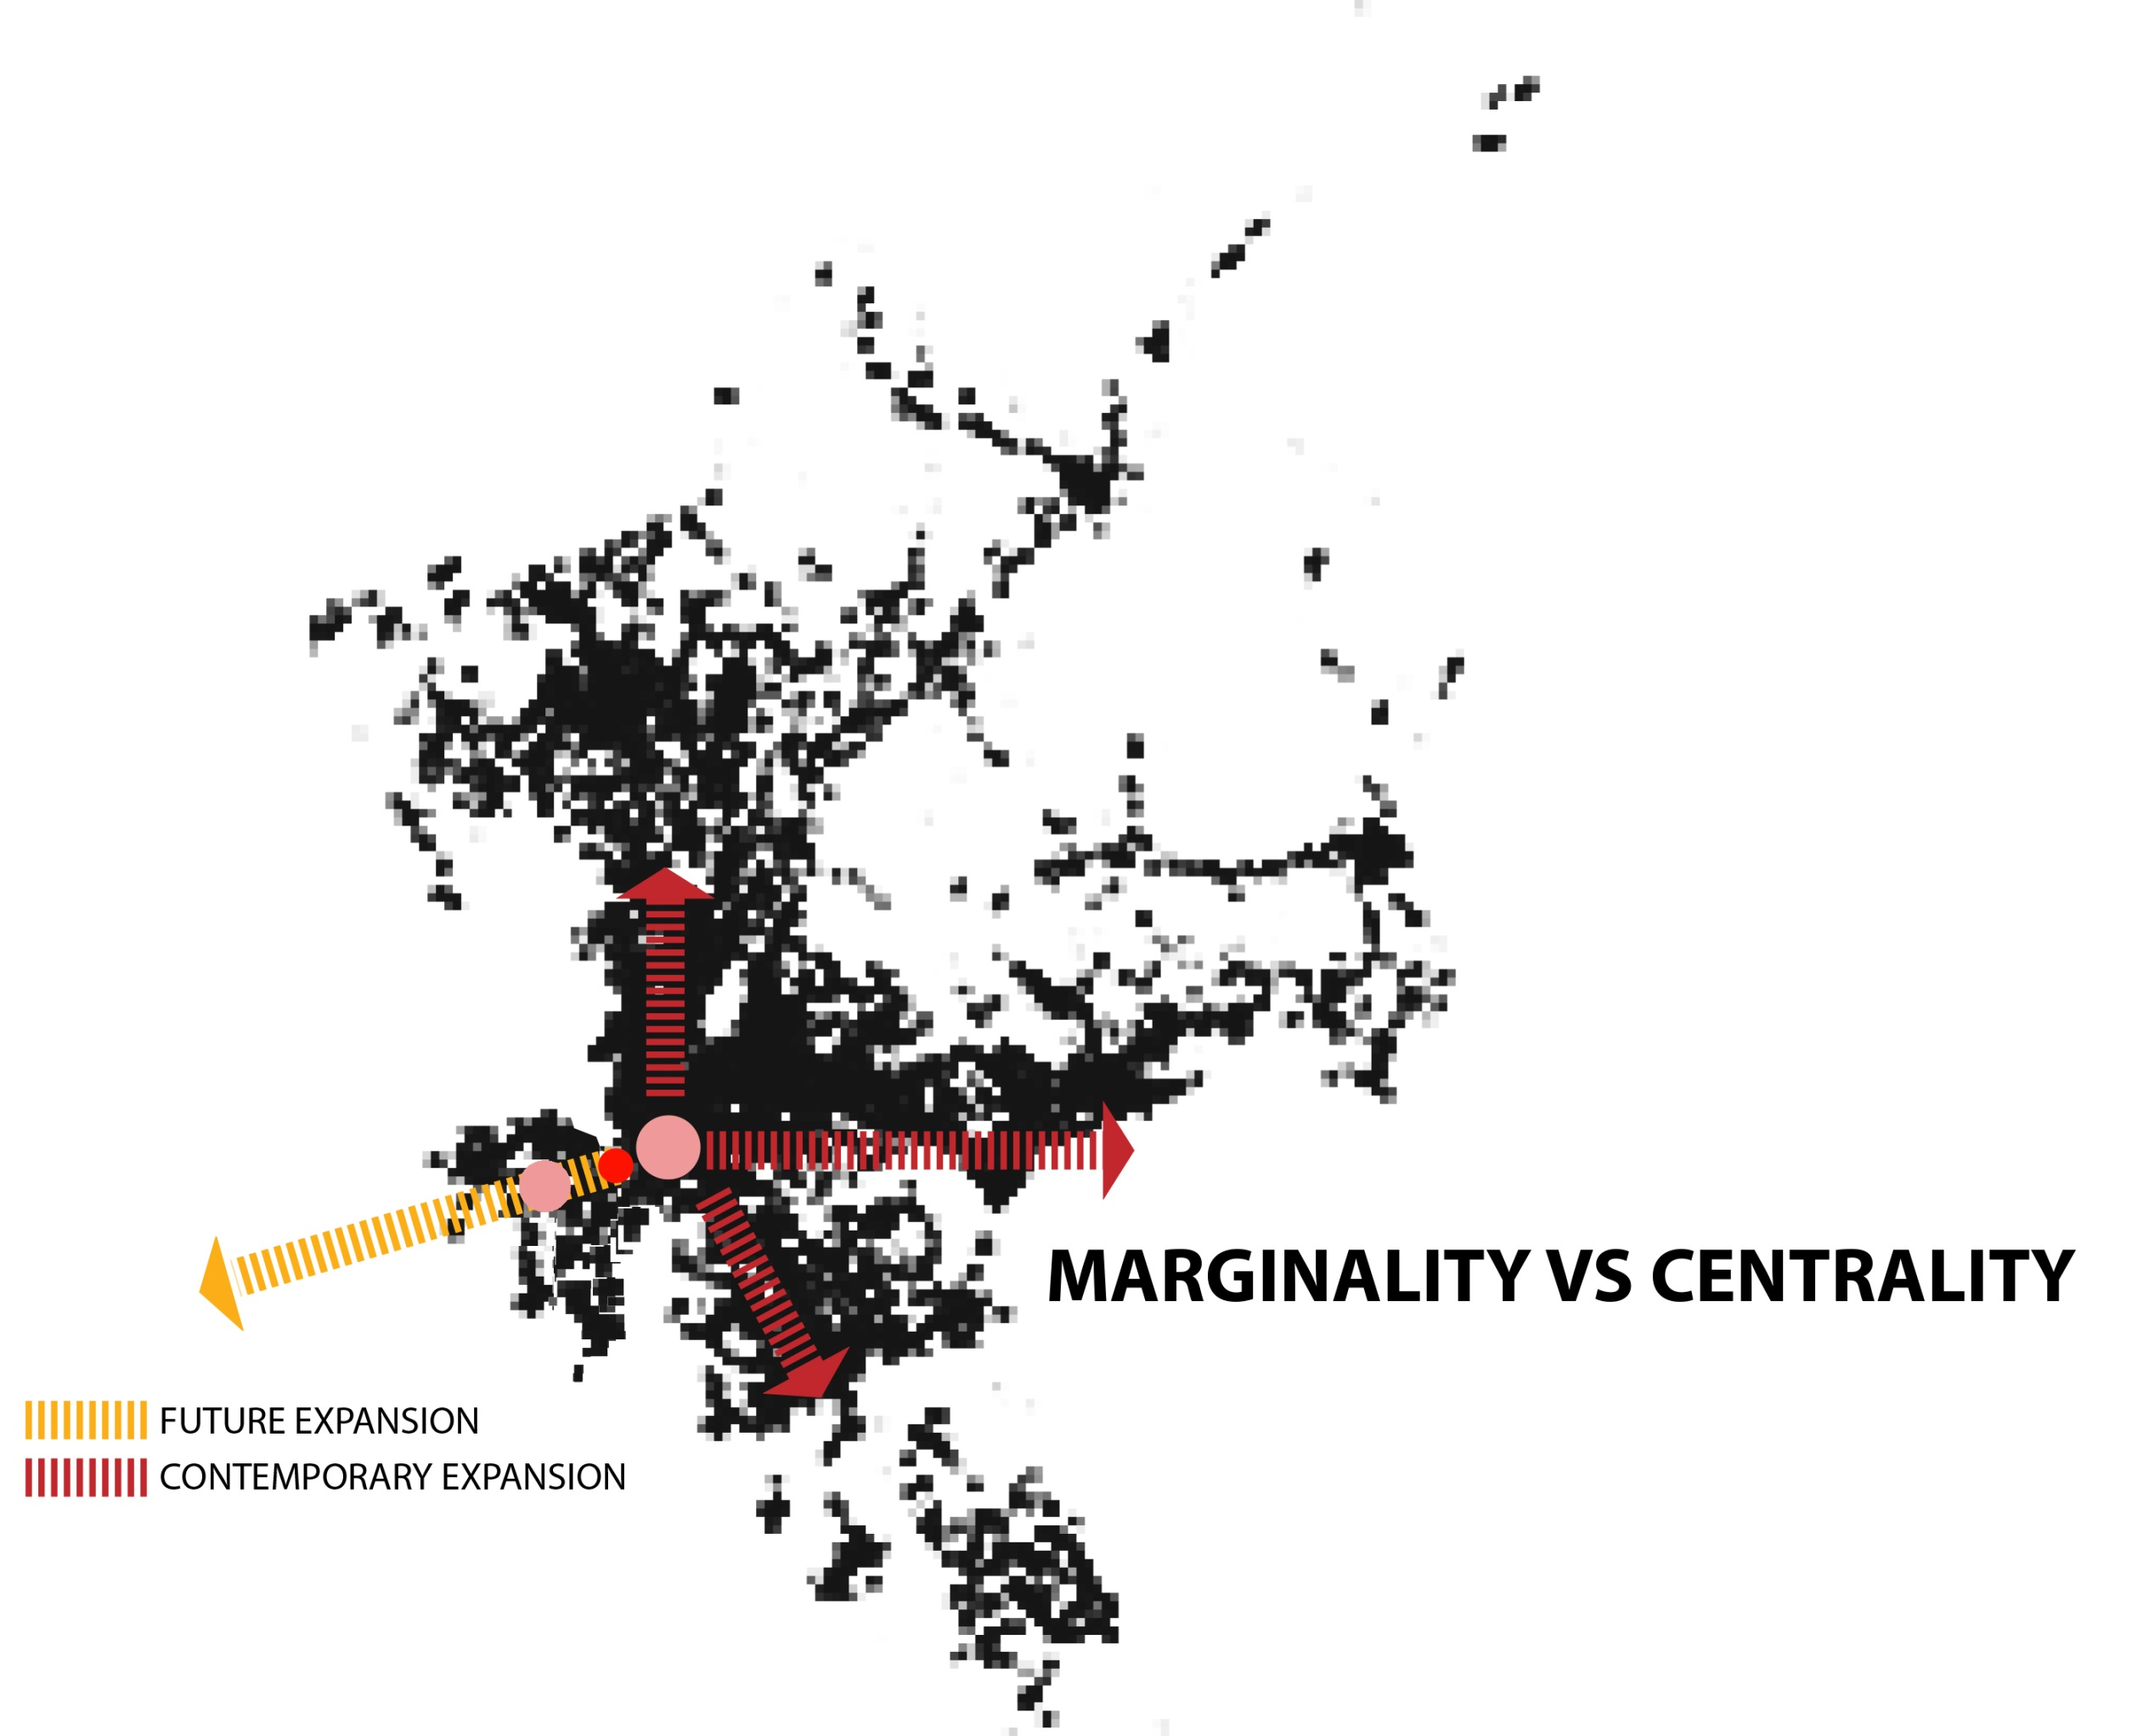 MARGINALITY VS CENTRALITY
FUTURE EXPANSION
CONTEMPORARY EXPANSION